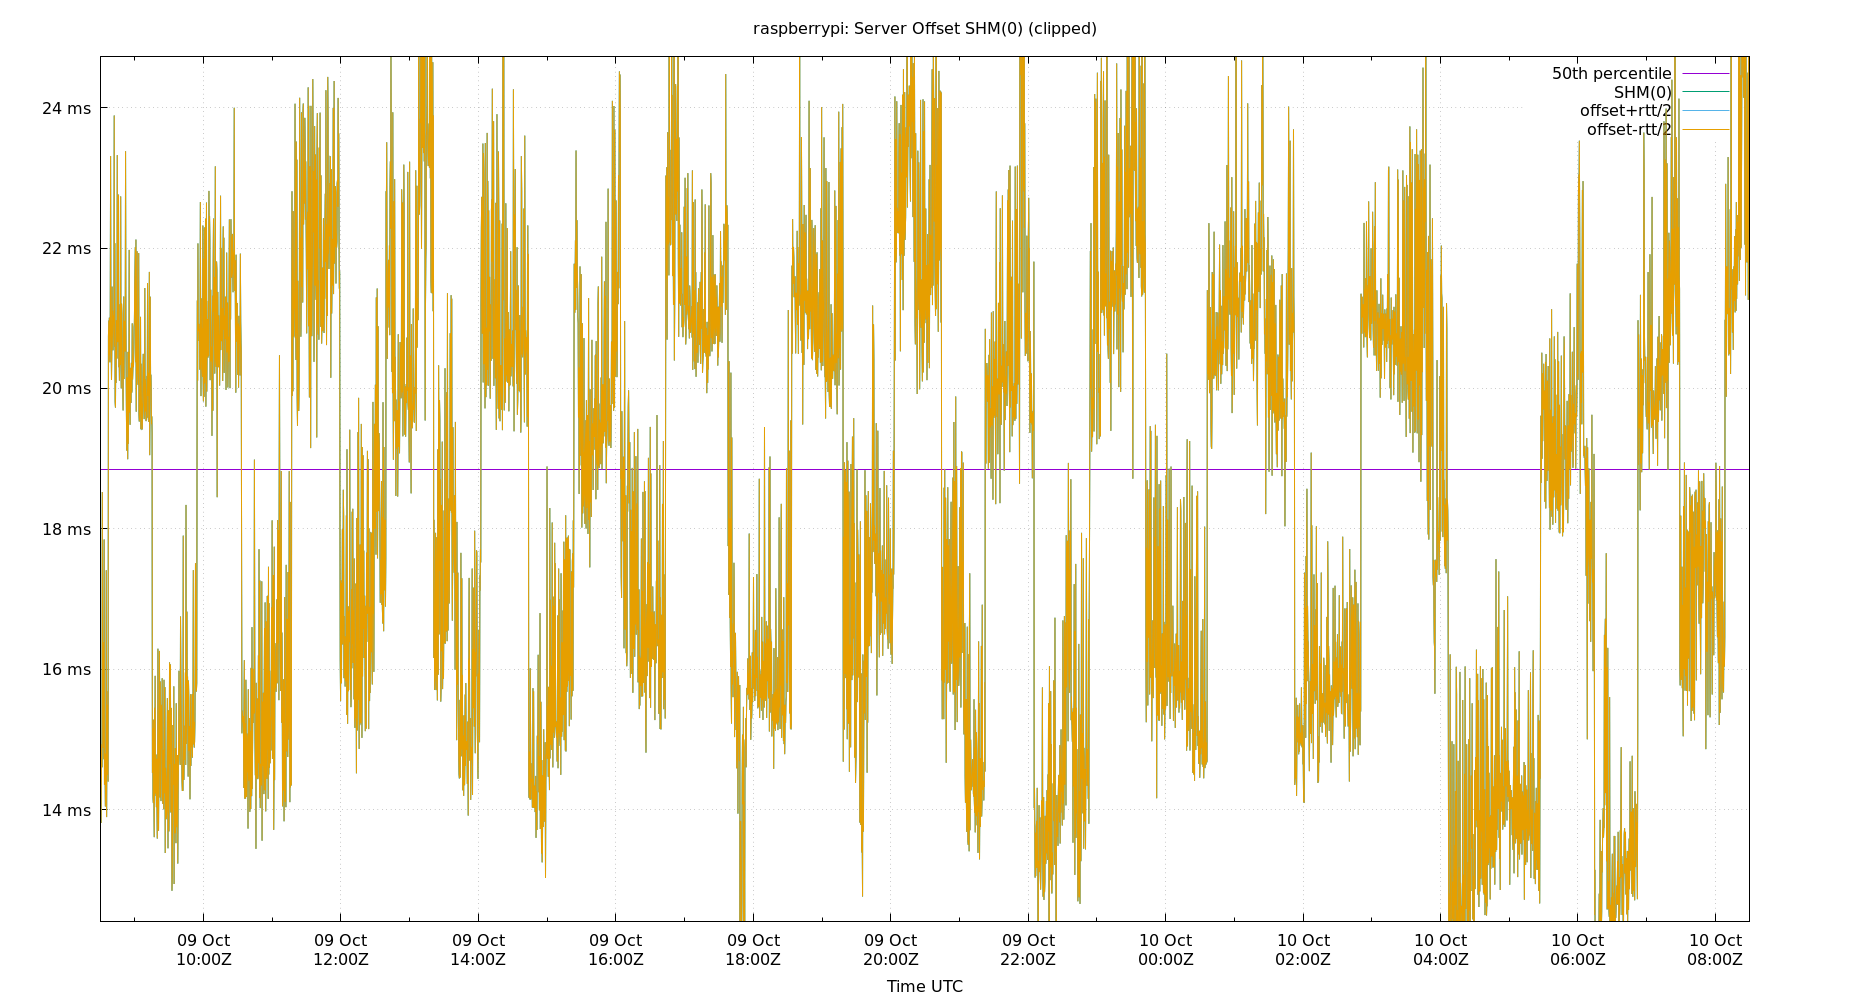 raspberrypi: Server Offset SHM(0) (clipped)
50th percentile
SHM(0)
offset+rtt/2
offset-rtt/2
24 ms
22 ms
20 ms
18 ms
16 ms
14 ms
09 Oct 09 Oct 09 Oct 09 Oct 09 Oct 09 Oct 09 Oct 10 Oct 10 Oct 10 Oct 10 Oct 10 Oct
10:00Z 12:00Z 14:00Z 16:00Z 18:00Z 20:00Z 22:00Z 00:00Z 02:00Z 04:00Z 06:00Z 08:00Z
Time UTC